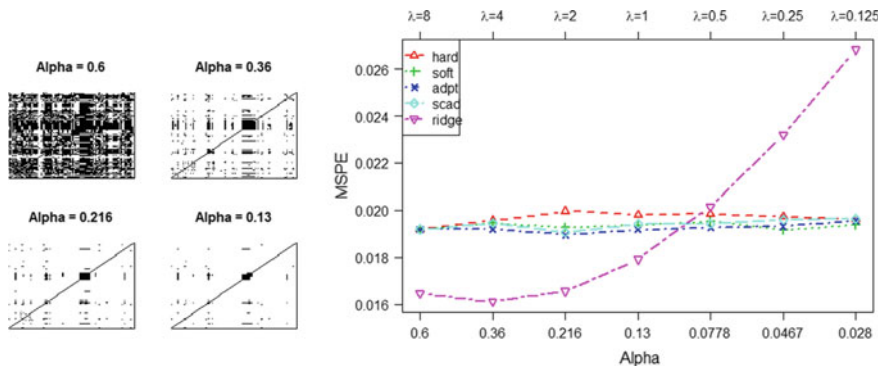 Alpha = 0.6
Alpha = 0.36
Alpha = 0.216
Alpha = 0.13
λ=8 λ=4 λ=2 λ=1 λ=0.5 λ=0.25 λ=0.125
hard
soft
adpt
scad
ridge
MSPE
0.026
0.024
0.022
0.020
0.018
0.016
0.6 0.36 0.216 0.13 0.0778 0.0467 0.028
Alpha